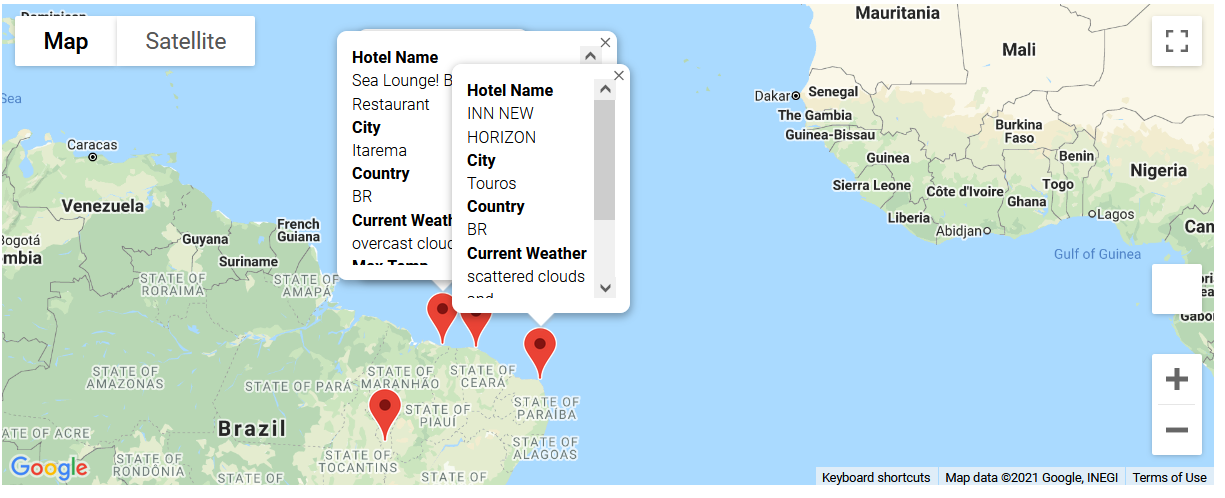 Map
Satellite
Hotel Name
Sea Lounge! B
Restaurant
City
Itarema
Country
BR
Current Weath
overcast cloud
Max Temp
Hotel Name
INN NEW
HORIZON
City
Touros
Country
BR
Current Weather
scattered clouds
and
Mauritania
Mali
Dakar
Senegal
The Gambia
Guinea-Bissau
Burkina
Faso
Guinea
Benin
Nigeria
Sierra Leone
Côte d'Ivoire
Togo
Ghana
Liberia
Lagos
Abidjan
Gulf of Guinea
Sea
Caracas
Venezuela
Bogotá
mbia
Guyana
French
Guiana
Suriname
STATE OF
RORAIMA
STATE OF
AMAPÁ
STATE OF
AMAZONAS
STATE OF PARÁ
STATE OF
MARANHÃO
STATE OF
CEARÁ
STATE OF
PIAUÍ
STATE OF
PARAÍBA
STATE OF
ALAGOAS
Brazil
ATE OF ACRE
STATE OF
RONDÔNIA
STATE OF
TOCANTINS
STATE OF
STATE OF
Can
Gabo
Google
Keyboard shortcuts
Map data ©2021 Google, INEGI
Terms of Use